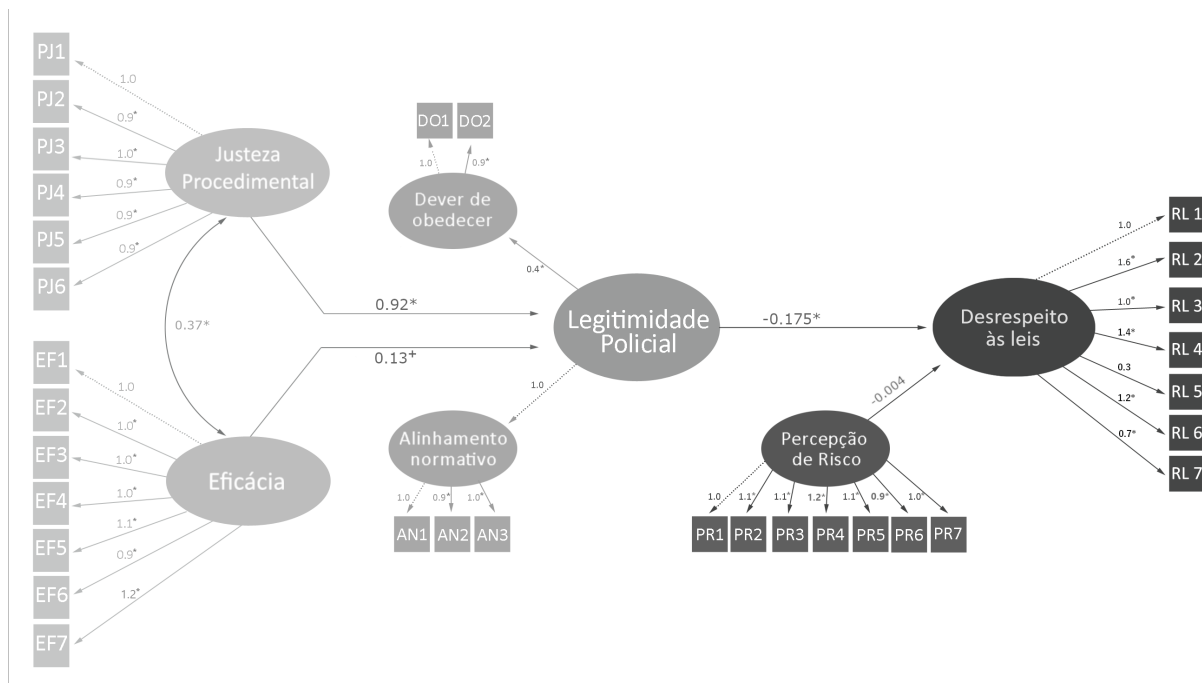 PJ1
PJ2
PJ3
PJ4
PJ5
PJ6
1.0
0.9*
1.0*
0.9*
0.9*
0.9*
Justeza
Procedimental
0.37*
EF1
EF2
EF3
EF4
EF5
EF6
EF7
1.0
1.0*
1.0*
1.0*
1.1*
0.9*
1.2*
Eficácia
0.92*
0.13+
DO1
DO2
1.0
0.9*
Dever de
obedecer
0.4*
Legitimidade
Policial
1.0
Alinhamento
normativo
1.0
0.9*
1.0*
AN1
AN2
AN3
-0.175*
-0.004
Percepção
de Risco
1.0
1.1*
1.1*
1.2*
1.1*
0.9*
1.0*
PR1
PR2
PR3
PR4
PR5
PR6
PR7
Desrespeito
às leis
1.0
1.6*
1.0*
1.4*
0.3
1.2*
0.7*
RL 1
RL 2
RL 3
RL 4
RL 5
RL 6
RL 7